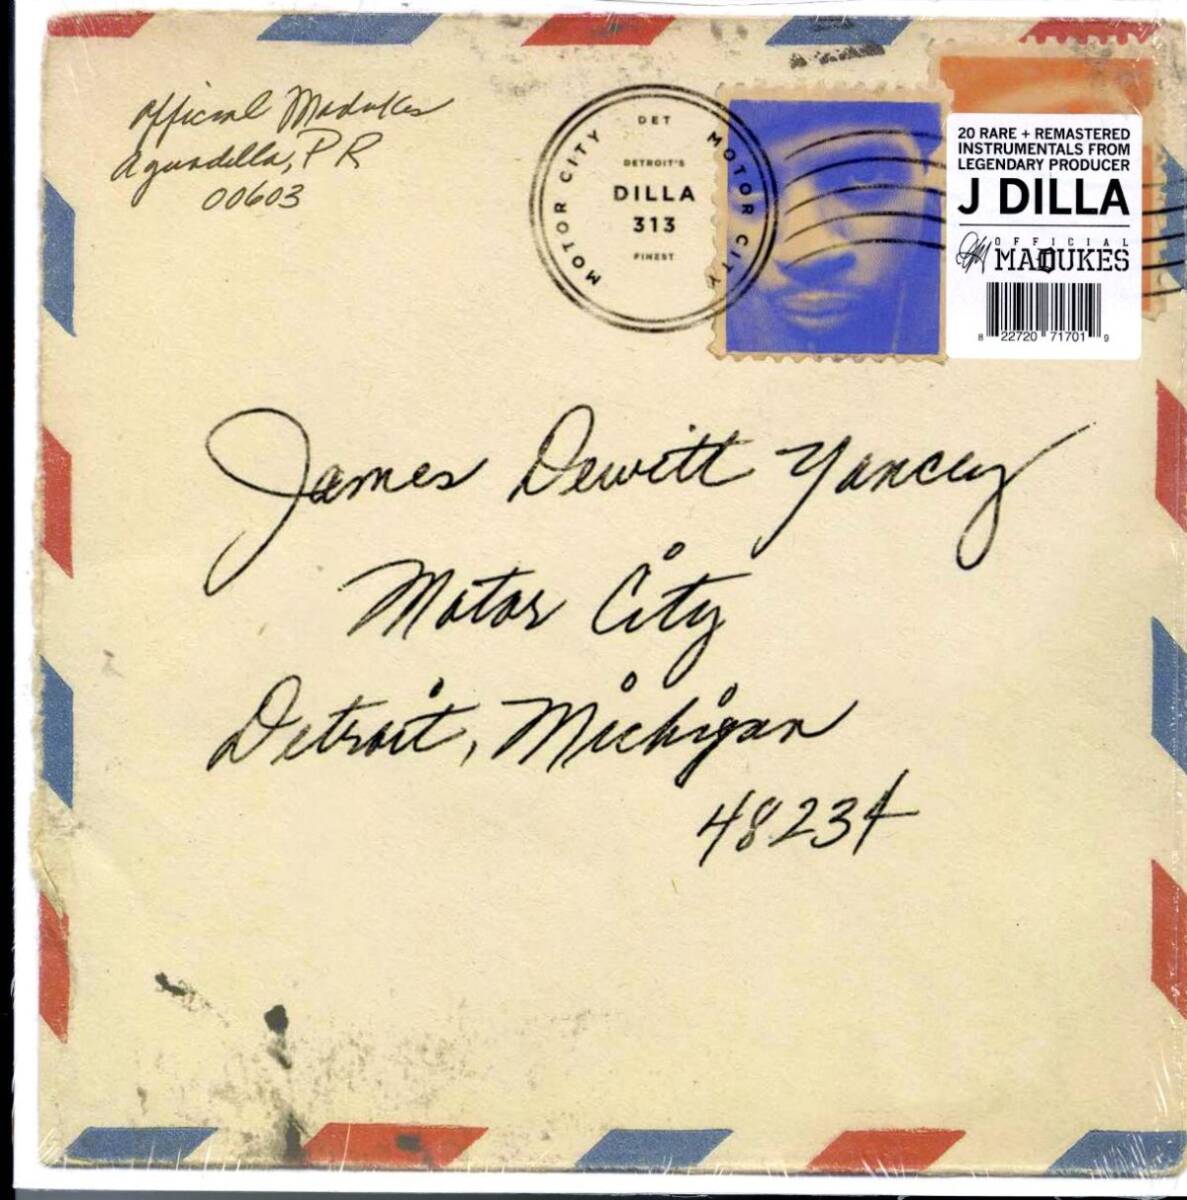 Official Madukes
Aguadilla, PR
00603
DET
MOTOR CITY
MOTOR CITY
DETROIT'S
DILLA
313
FINEST
20 RARE + REMASTERED
INSTRUMENTALS FROM
LEGENDARY PRODUCER
J DILLA
OFFICIAL
MADUKES
8 22720 71701 9
James Dewitt Yancey
Motor City
Detroit, Michigan
48234